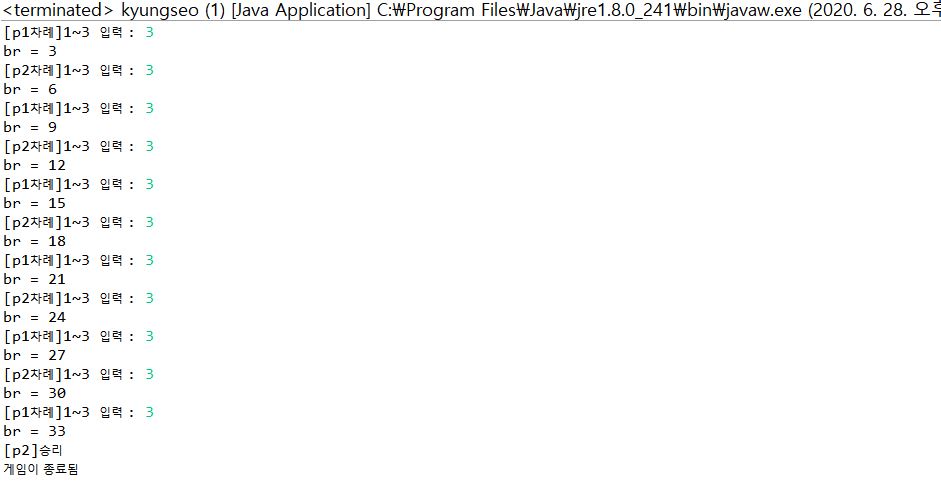 <terminated> kyungseo (1) [Java Application] C:₩Program Files₩Java₩jre1.8.0_241₩bin₩javaw.exe (2020. 6. 28. 오후
[p1차례]1~3 입력 : 3
br = 3
[p2차례]1~3 입력 : 3
br = 6
[p1차례]1~3 입력 : 3
br = 9
[p2차례]1~3 입력 : 3
br = 12
[p1차례]1~3 입력 : 3
br = 15
[p2차례]1~3 입력 : 3
br = 18
[p1차례]1~3 입력 : 3
br = 21
[p2차례]1~3 입력 : 3
br = 24
[p1차례]1~3 입력 : 3
br = 27
[p2차례]1~3 입력 : 3
br = 30
[p1차례]1~3 입력 : 3
br = 33
[p2]승리
게임이 종료됨